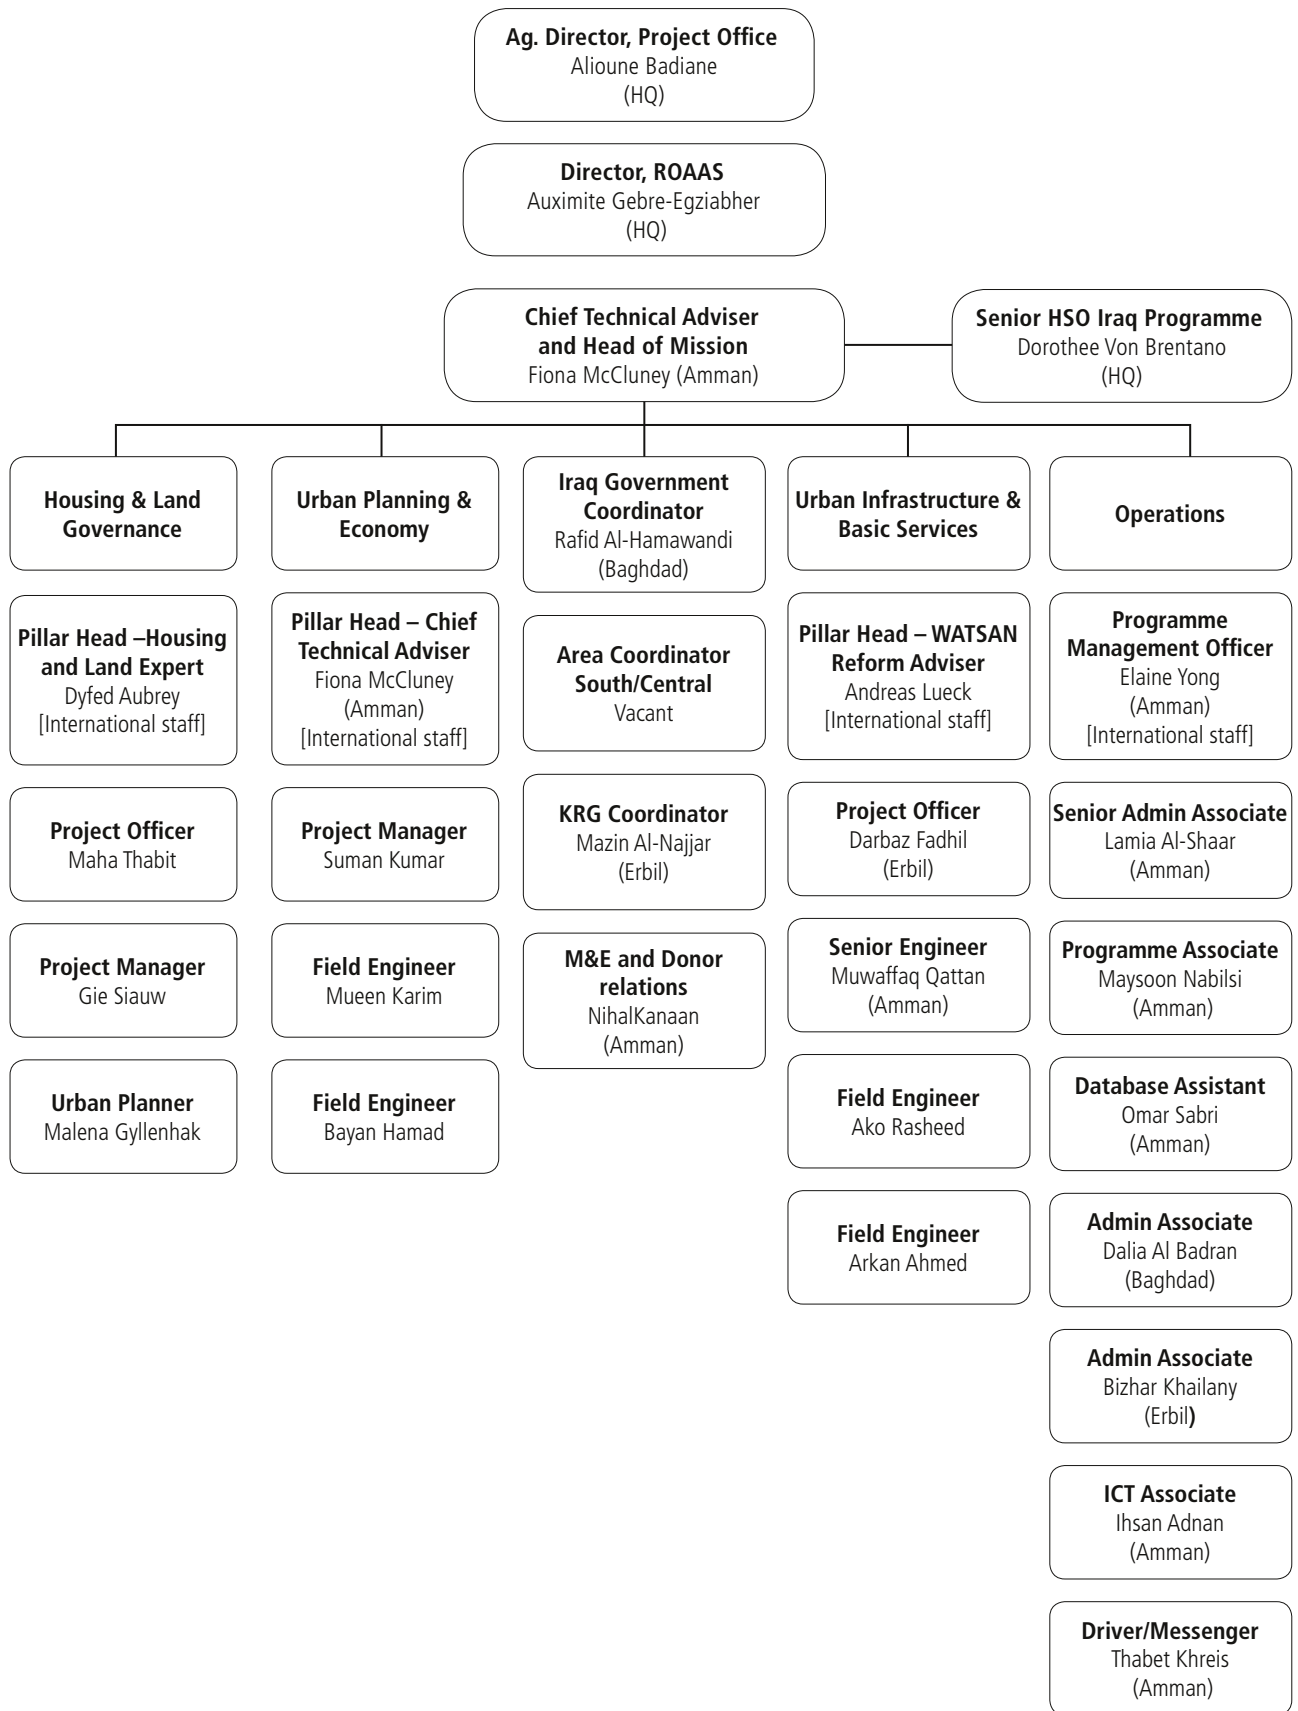 Ag. Director, Project Office
Alioune Badiane
(HQ)
Director, ROAAS
Auximite Gebre-Egziabher
(HQ)
Chief Technical Adviser
and Head of Mission
Fiona McCluney (Amman)
Senior HSO Iraq Programme
Dorothee Von Brentano
(HQ)
Housing & Land
Governance
Pillar Head –Housing
and Land Expert
Dyfed Aubrey
[International staff]
Project Officer
Maha Thabit
Project Manager
Gie Siauw
Urban Planner
Malena Gyllenhak
Urban Planning &
Economy
Pillar Head – Chief
Technical Adviser
Fiona McCluney
(Amman)
[International staff]
Project Manager
Suman Kumar
Field Engineer
Mueen Karim
Field Engineer
Bayan Hamad
Iraq Government
Coordinator
Rafid Al-Hamawandi
(Baghdad)
Area Coordinator
South/Central
Vacant
KRG Coordinator
Mazin Al-Najjar
(Erbil)
M&E and Donor
relations
NihalKanaan
(Amman)
Urban Infrastructure &
Basic Services
Pillar Head – WATSAN
Reform Adviser
Andreas Lueck
[International staff]
Project Officer
Darbaz Fadhil
(Erbil)
Senior Engineer
Muwaffaq Qattan
(Amman)
Field Engineer
Ako Rasheed
Field Engineer
Arkan Ahmed
Operations
Programme
Management Officer
Elaine Yong
(Amman)
[International staff]
Senior Admin Associate
Lamia Al-Shaar
(Amman)
Programme Associate
Maysoon Nabilsi
(Amman)
Database Assistant
Omar Sabri
(Amman)
Admin Associate
Dalia Al Badran
(Baghdad)
Admin Associate
Bizhar Khailany
(Erbil)
ICT Associate
Ihsan Adnan
(Amman)
Driver/Messenger
Thabet Khreis
(Amman)